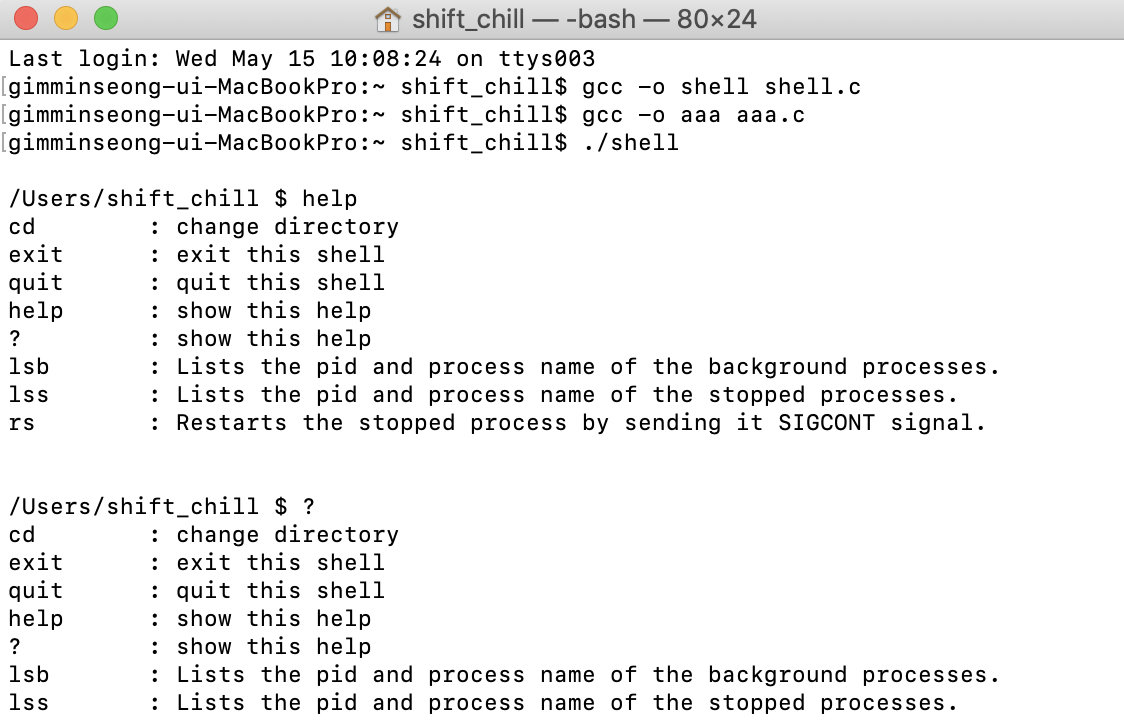 shift_chill — -bash — 80×24
Last login: Wed May 15 10:08:24 on ttys003
[gimminseong-ui-MacBookPro:~ shift_chill$ gcc -o shell shell.c
[gimminseong-ui-MacBookPro:~ shift_chill$ gcc -o aaa aaa.c
[gimminseong-ui-MacBookPro:~ shift_chill$ ./shell
/Users/shift_chill $ help
cd        : change directory
exit      : exit this shell
quit      : quit this shell
help      : show this help
?         : show this help
lsb       : Lists the pid and process name of the background processes.
lss       : Lists the pid and process name of the stopped processes.
rs        : Restarts the stopped process by sending it SIGCONT signal.
/Users/shift_chill $ ?
cd        : change directory
exit      : exit this shell
quit      : quit this shell
help      : show this help
?         : show this help
lsb       : Lists the pid and process name of the background processes.
lss       : Lists the pid and process name of the stopped processes.